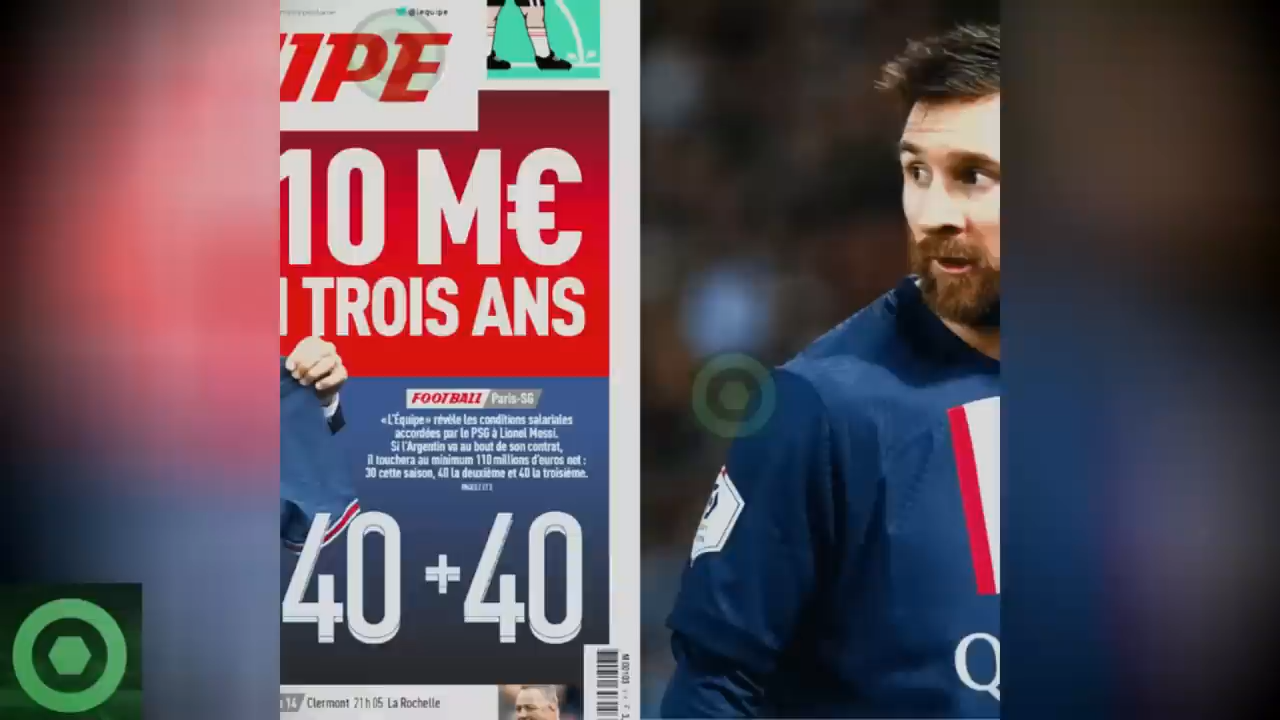 @lequipe
IPE
10 M€
TROIS ANS
FOOTBALL Paris-SG
«L'Équipe» révèle les conditions salariales
accordées par le PSG à Lionel Messi.
Si l'Argentin va au bout de son contrat,
il touchera au minimum 110 millions d'euros net :
30 cette saison, 40 la deuxième et 40 la troisième.
40 +40
14 Clermont 21h05 La Rochelle
Q